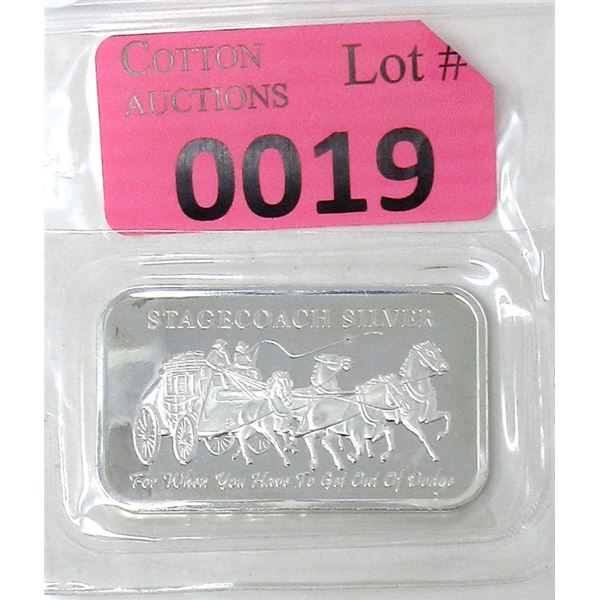 COTTON
AUCTIONS
Lot #
0019
STAGECOACH SILVER
For When You Have To Get Out Of Dodge